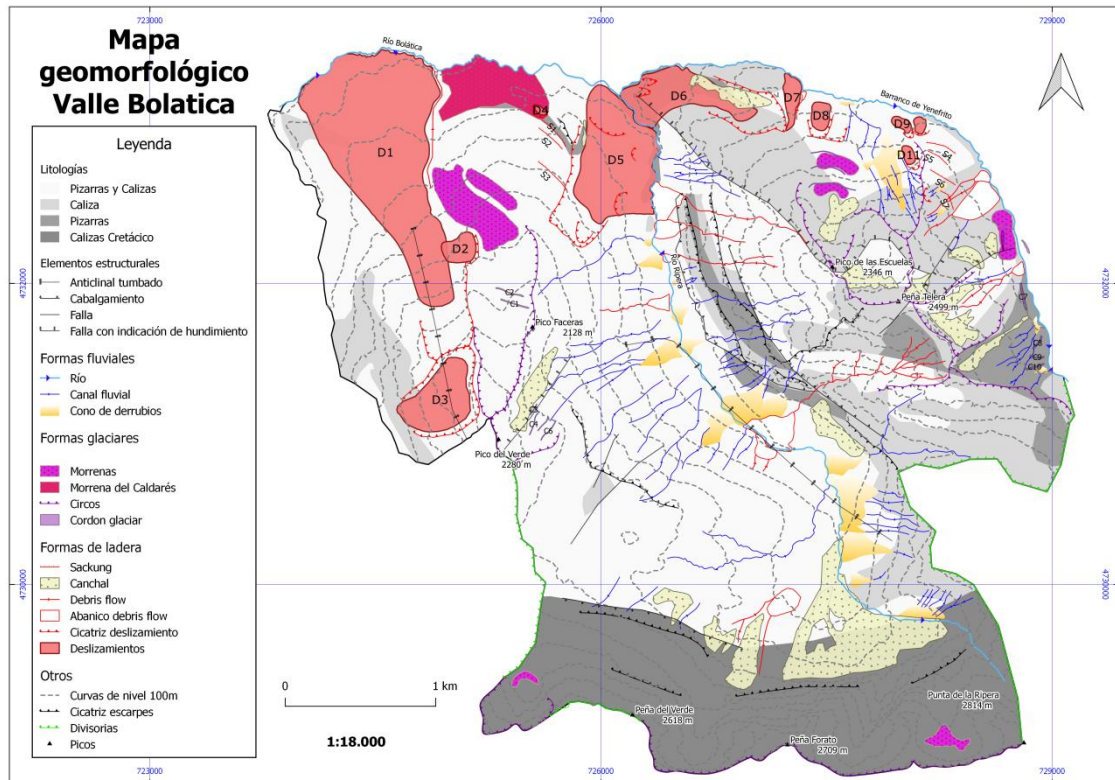 Mapa
geomorfológico
Valle Bolatica
Leyenda
Litologías
Pizarras y Calizas
Caliza
Pizarras
Calizas Cretácico
Elementos estructurales
Anticlinal tumbado
Cabalgamiento
Falla
Falla con indicación de hundimiento
Formas fluviales
Río
Canal fluvial
Cono de derrubios
Formas glaciares
Morrenas
Morrena del Caldarés
Circos
Cordon glaciar
Formas de ladera
Sackung
Canchal
Debris flow
Abanico debris flow
Cicatriz deslizamiento
Deslizamientos
Otros
Curvas de nivel 100m
Cicatriz escarpes
Divisorias
Picos
723000
726000
729000
Río Bolática
Barranco de Yenefrito
D1
D2
D3
D4
D5
D6
D7
D8
D9
D11
S1
S2
S3
S4
S5
S6
S7
4732000
4732000
Río Ripera
Pico de las Escuelas
2346 m
Peña Telera
2499 m
C2
C1
C7
Pico Faceras
2128 m
C8
C9
C10
C4
C6
Pico del Verde
2280 m
4730000
4730000
0
1 km
1:18.000
Peña del Verde
2618 m
Peña Forato
2709 m
Punta de la Ripera
2814 m
723000
726000
729000